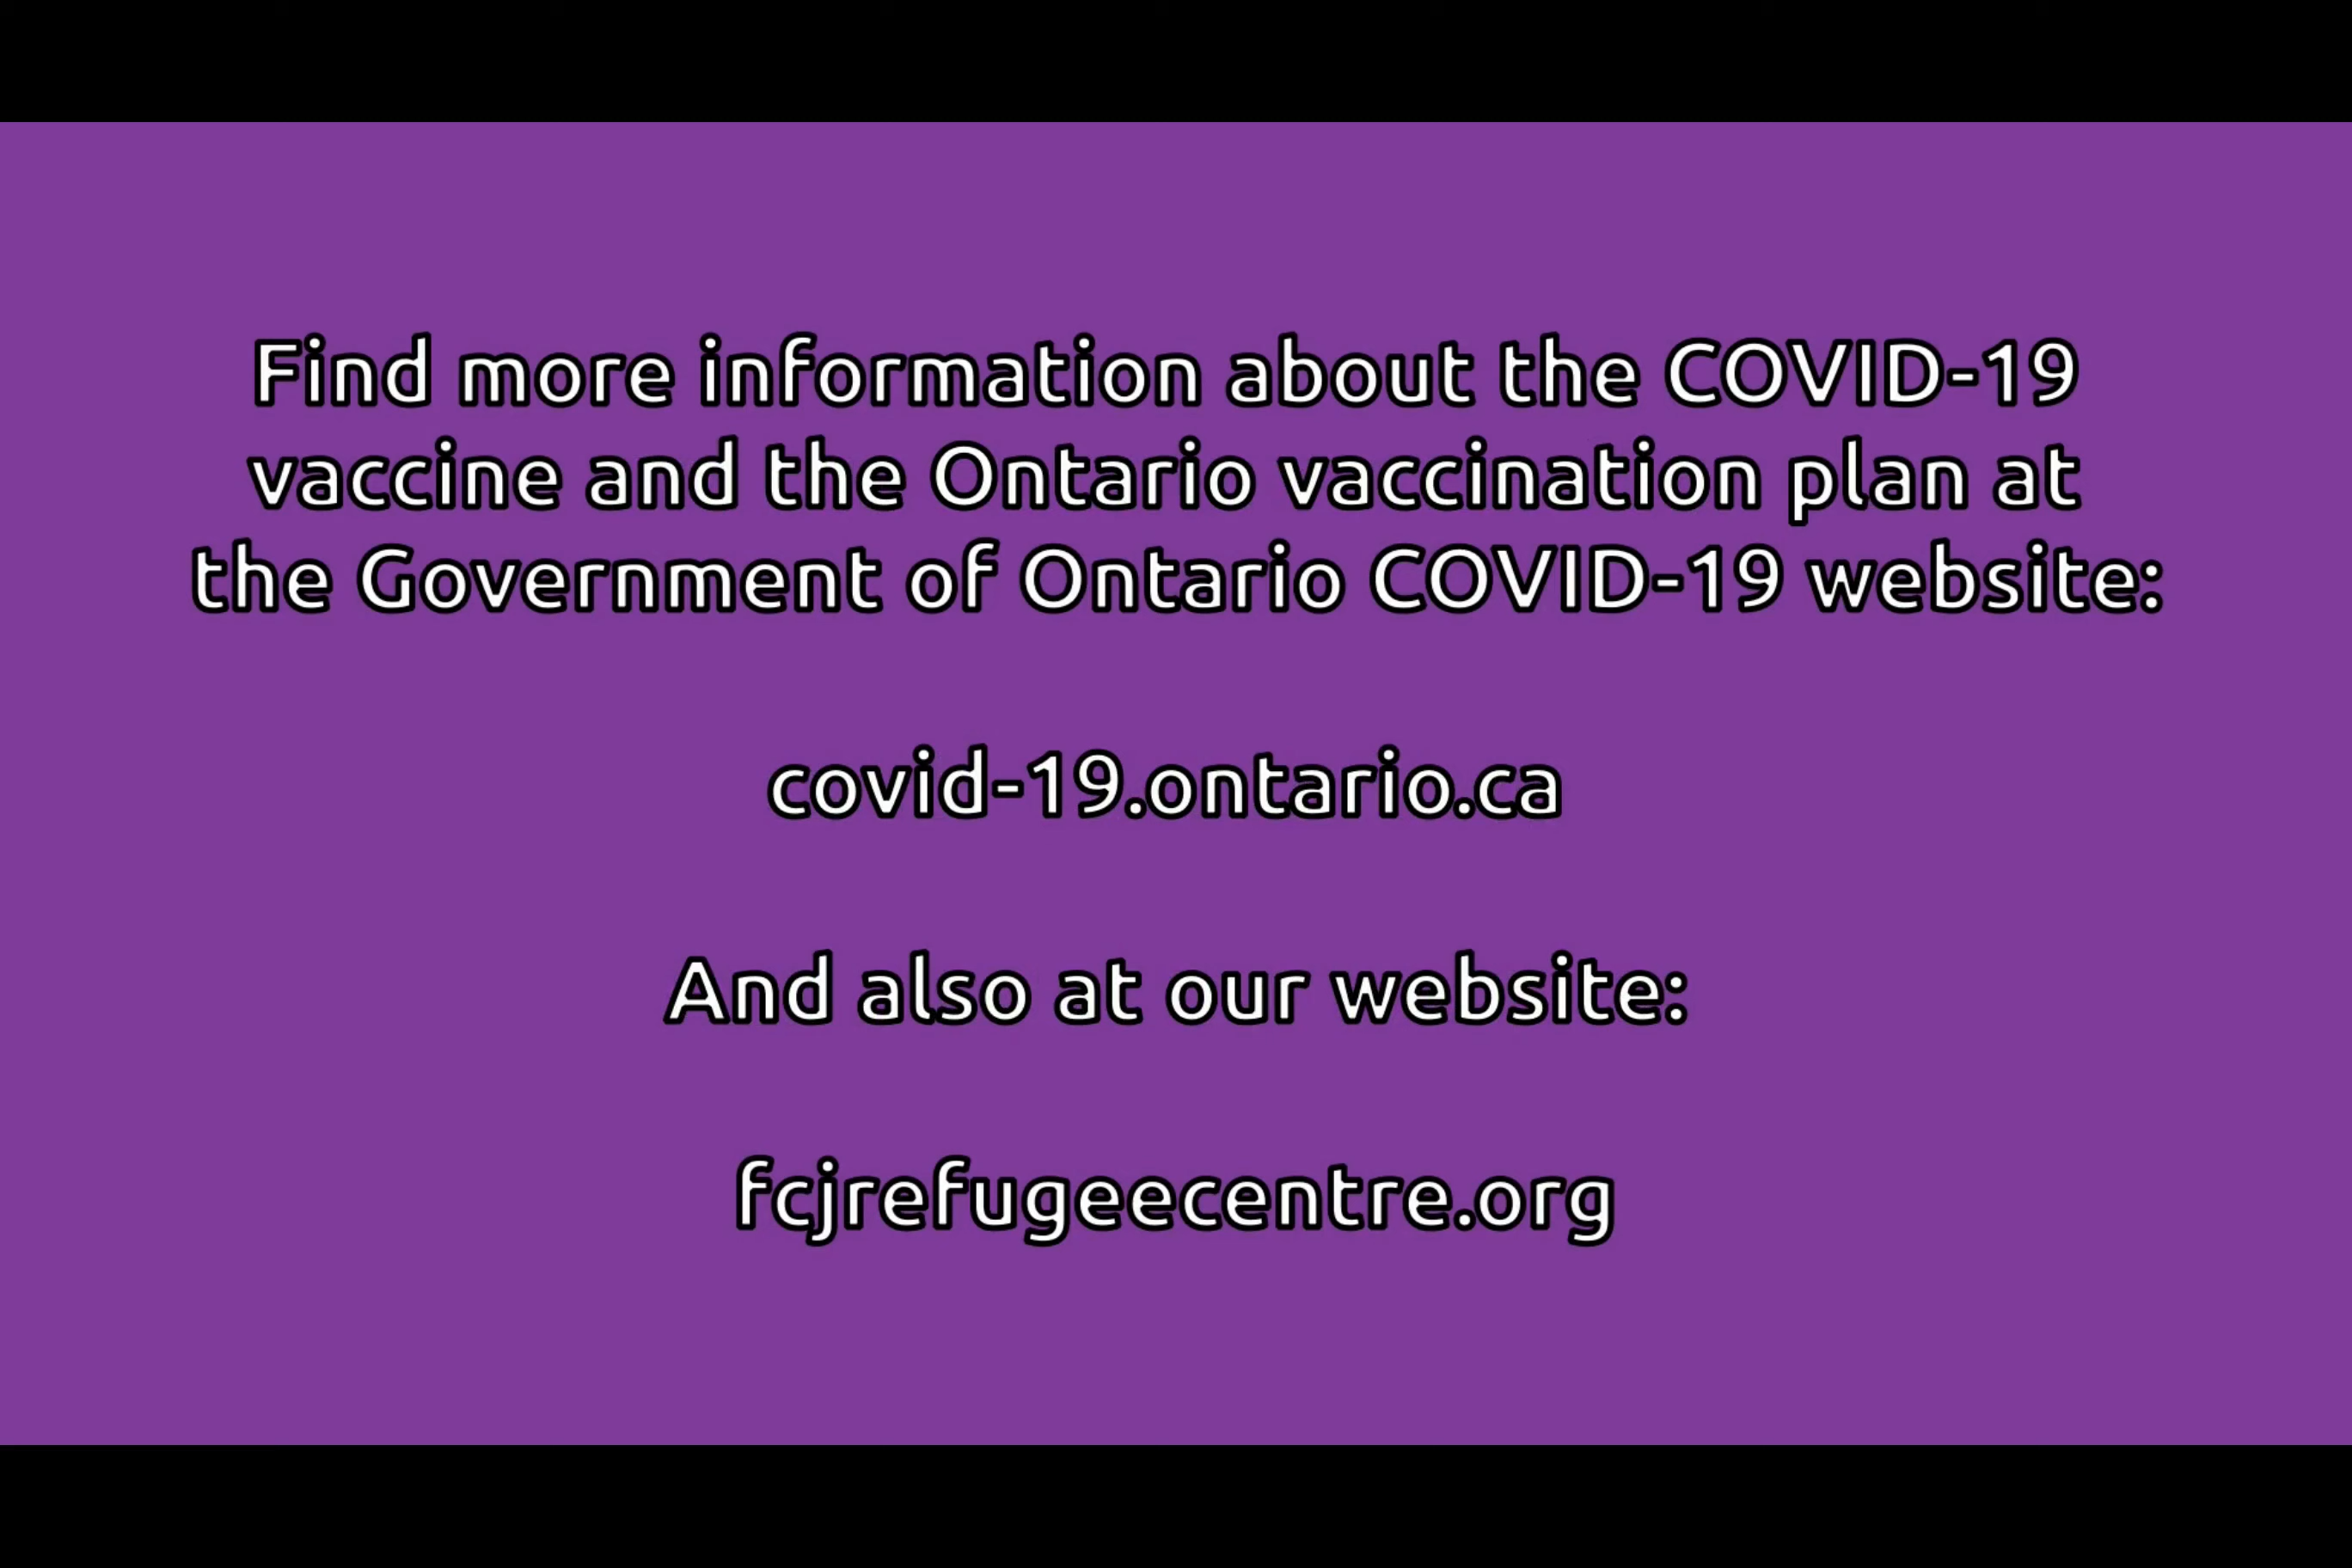 Find more information about the COVID-19
vaccine and the Ontario vaccination plan at
the Government of Ontario COVID-19 website:
covid-19.ontario.ca
And also at our website:
fcjrefugeecentre.org